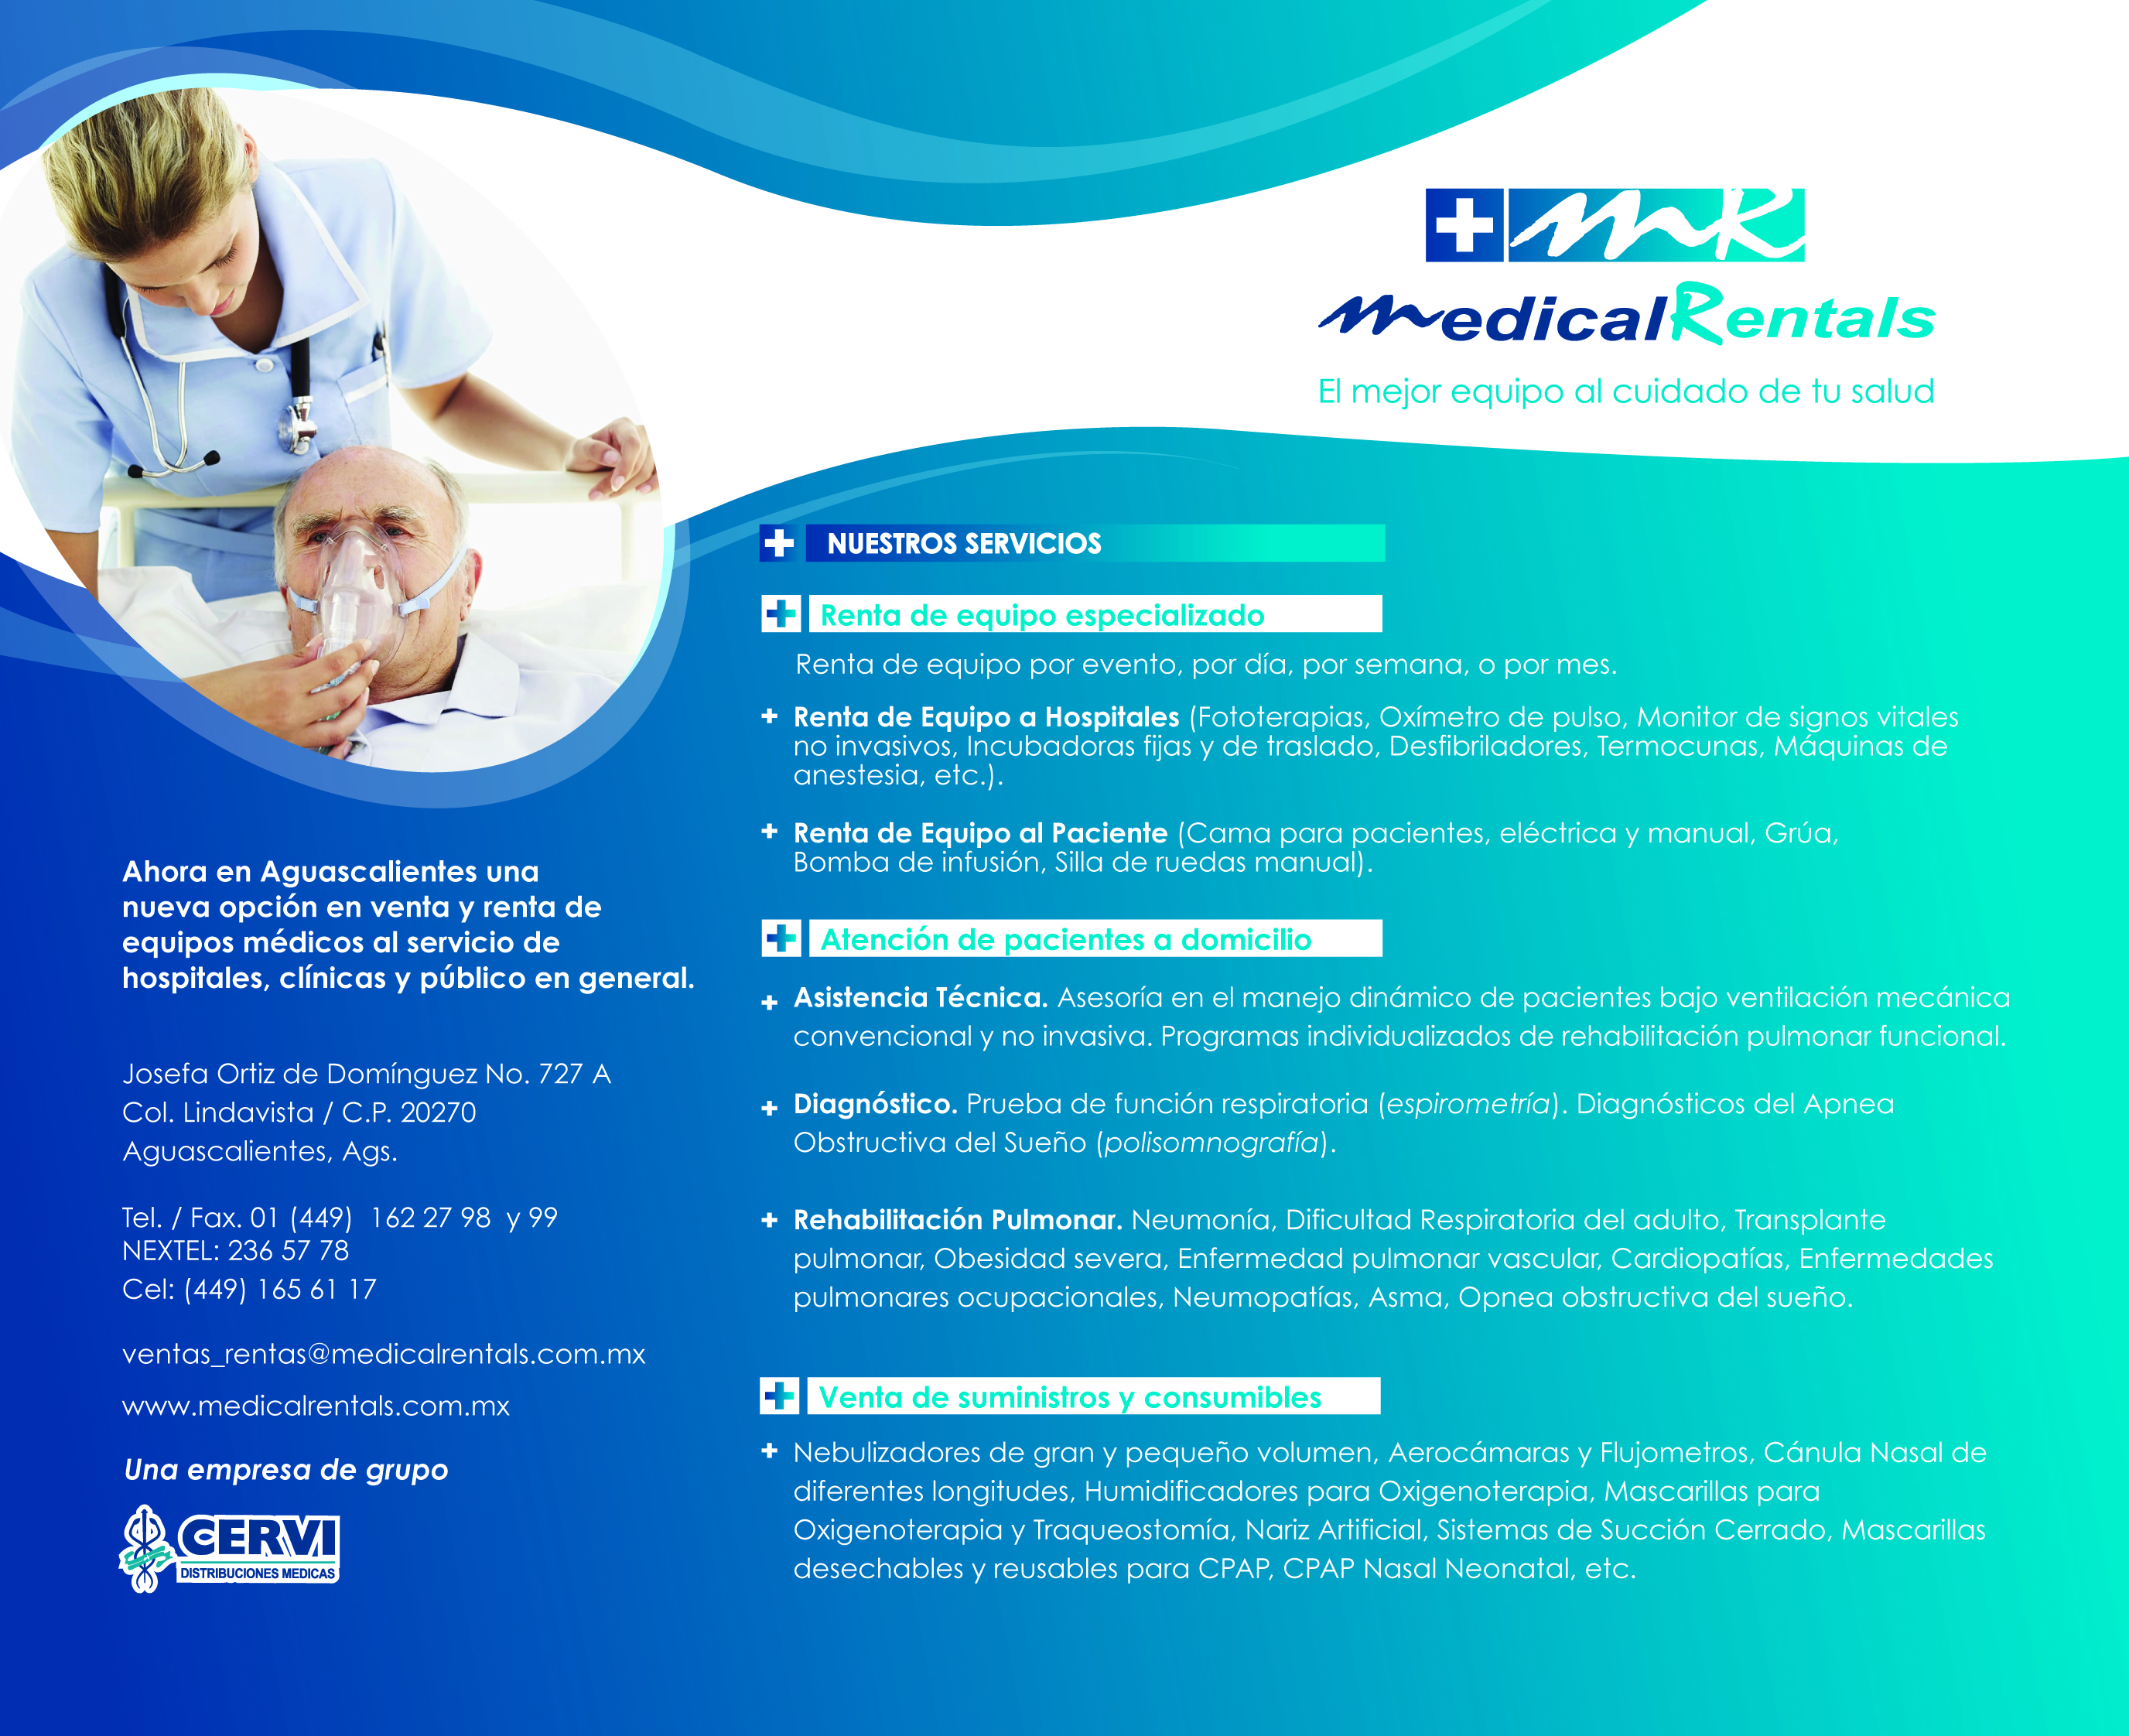 MR
medicalRentals
El mejor equipo al cuidado de tu salud
Ahora en Aguascalientes una
nueva opción en venta y renta de
equipos médicos al servicio de
hospitales, clínicas y público en general.
Josefa Ortiz de Domínguez No. 727 A
Col. Lindavista / C.P. 20270
Aguascalientes, Ags.
Tel. / Fax. 01 (449) 162 27 98 y 99
NEXTEL: 236 57 78
Cel: (449) 165 61 17
ventas_rentas@medicalrentals.com.mx
www.medicalrentals.com.mx
Una empresa de grupo
CERVI
DISTRIBUCIONES MEDICAS
NUESTROS SERVICIOS
Renta de equipo especializado
Renta de equipo por evento, por día, por semana, o por mes.
Renta de Equipo a Hospitales (Fototerapias, Oxímetro de pulso, Monitor de signos vitales
no invasivos, Incubadoras fijas y de traslado, Desfibriladores, Termocunas, Máquinas de
anestesia, etc.).
Renta de Equipo al Paciente (Cama para pacientes, eléctrica y manual, Grúa,
Bomba de infusión, Silla de ruedas manual).
Atención de pacientes a domicilio
Asistencia Técnica. Asesoría en el manejo dinámico de pacientes bajo ventilación mecánica
convencional y no invasiva. Programas individualizados de rehabilitación pulmonar funcional.
Diagnóstico. Prueba de función respiratoria (espirometría). Diagnósticos del Apnea
Obstructiva del Sueño (polisomnografía).
Rehabilitación Pulmonar. Neumonía, Dificultad Respiratoria del adulto, Transplante
pulmonar, Obesidad severa, Enfermedad pulmonar vascular, Cardiopatías, Enfermedades
pulmonares ocupacionales, Neumopatías, Asma, Opnea obstructiva del sueño.
Venta de suministros y consumibles
Nebulizadores de gran y pequeño volumen, Aerocámaras y Flujometros, Cánula Nasal de
diferentes longitudes, Humidificadores para Oxigenoterapia, Mascarillas para
Oxigenoterapia y Traqueostomía, Nariz Artificial, Sistemas de Succión Cerrado, Mascarillas
desechables y reusables para CPAP, CPAP Nasal Neonatal, etc.